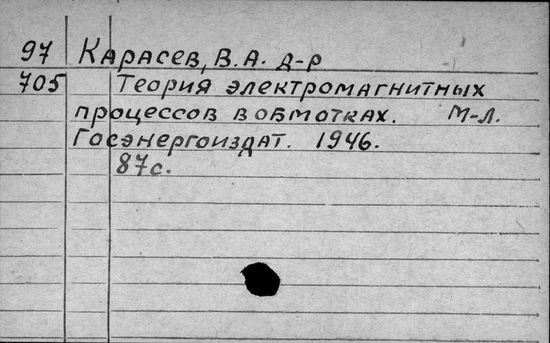 97 Карасев, В.А. д-р
705 Теория электромагнитных
процессов в обмотках. М-Л.
Госэнергоиздат. 1946.
87с.